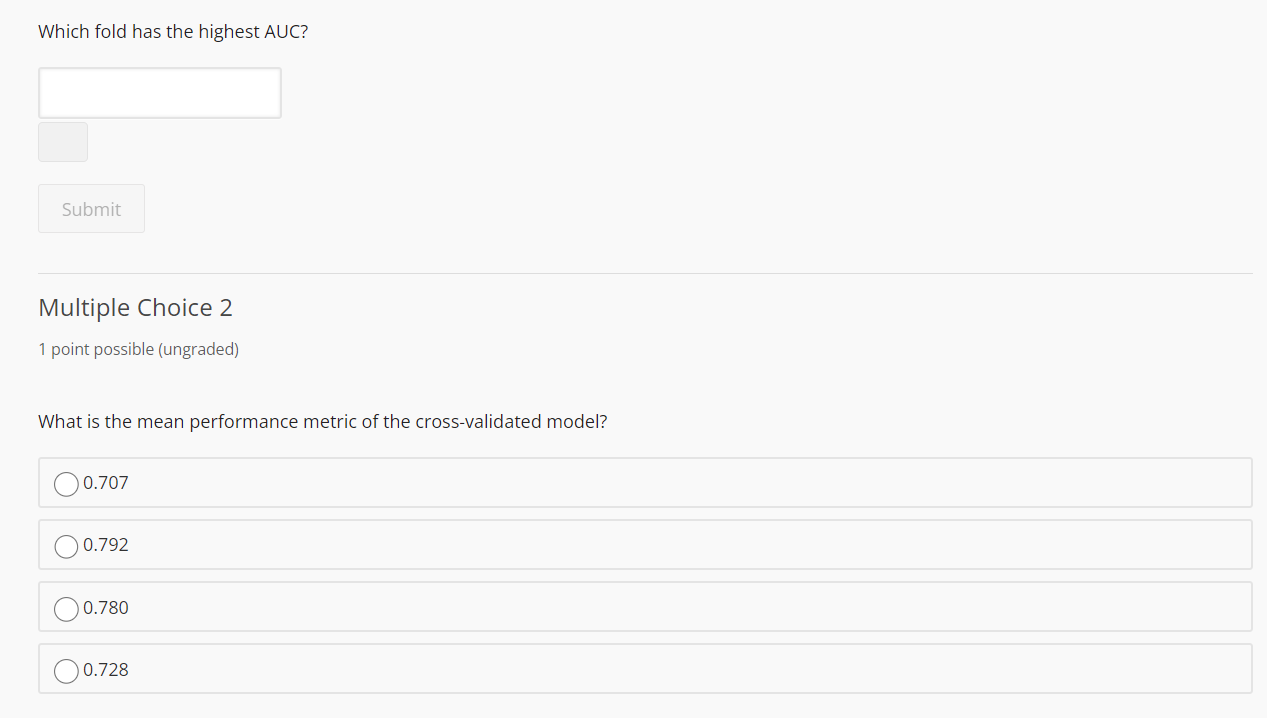 Which fold has the highest AUC?
Submit
Multiple Choice 2
1 point possible (ungraded)
What is the mean performance metric of the cross-validated model?
0.707
0.792
0.780
0.728